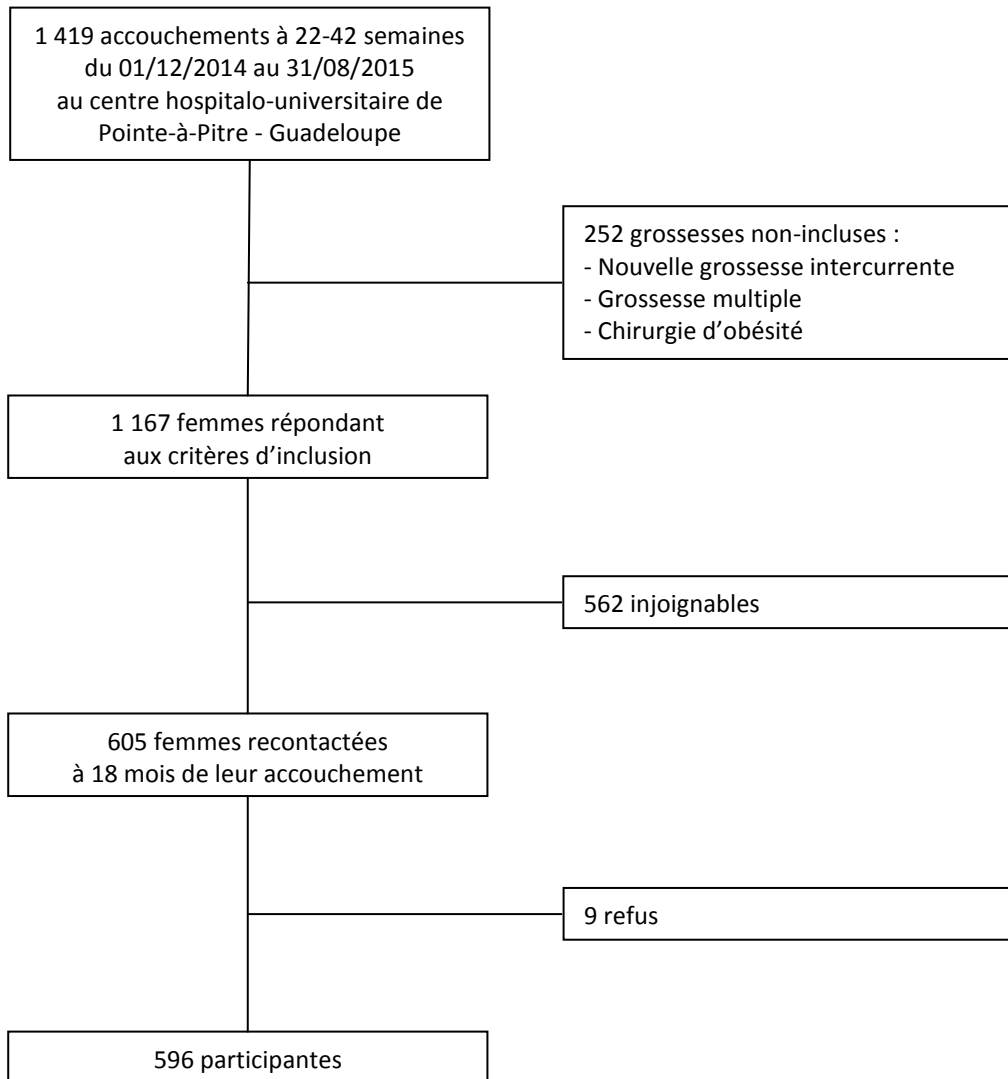 1 419 accouchements à 22-42 semaines
du 01/12/2014 au 31/08/2015
au centre hospitalo-universitaire de
Pointe-à-Pitre - Guadeloupe
252 grossesses non-incluses :
- Nouvelle grossesse intercurrente
- Grossesse multiple
- Chirurgie d’obésité
1 167 femmes répondant
aux critères d’inclusion
562 injoignables
605 femmes recontactées
à 18 mois de leur accouchement
9 refus
596 participantes